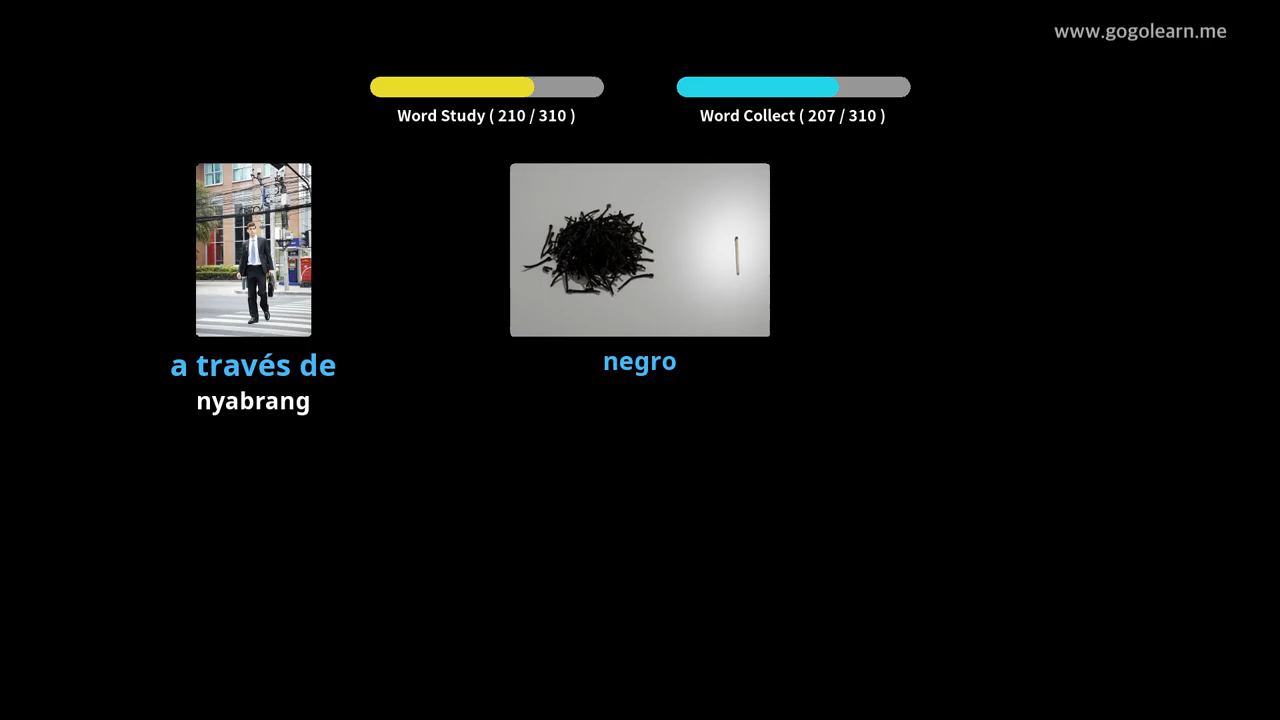 www.gogolearn.me
Word Study ( 210 / 310 )
Word Collect ( 207 / 310 )
a través de
nyabrang
negro